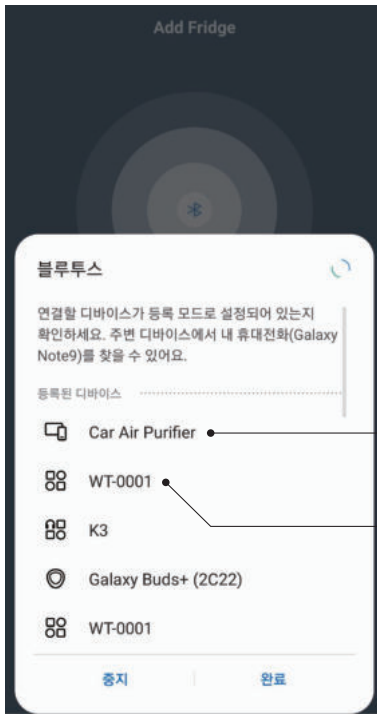 Add Fridge
블루투스
연결할 디바이스가 등록 모드로 설정되어 있는지
확인하세요. 주변 디바이스에서 내 휴대전화(Galaxy
Note9)를 찾을 수 있어요.
등록된 디바이스
Car Air Purifier
WT-0001
K3
Galaxy Buds+ (2C22)
WT-0001
중지 완료